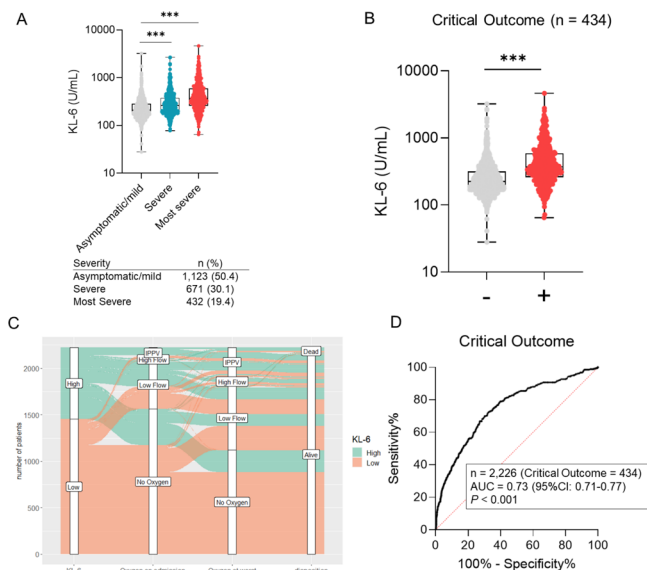 A
***
***
10000
1000
100
10
KL-6 (U/mL)
Asymptomatic/mild
Severe
Most severe
Severity n (%)
Asymptomatic/mild 1,123 (50.4)
Severe 671 (30.1)
Most Severe 432 (19.4)
B
Critical Outcome (n = 434)
***
10000
1000
100
10
KL-6 (U/mL)
- +
C
number of patients
2000
1500
1000
500
0
High
Low
IPPV
High Flow
Low Flow
No Oxygen
IPPV
High Flow
Low Flow
No Oxygen
Dead
Alive
KL-6
High
Low
D
Critical Outcome
Sensitivity%
100
80
60
40
20
0
n = 2,226 (Critical Outcome = 434)
AUC = 0.73 (95%CI: 0.71-0.77)
P < 0.001
0 20 40 60 80 100
100% - Specificity%